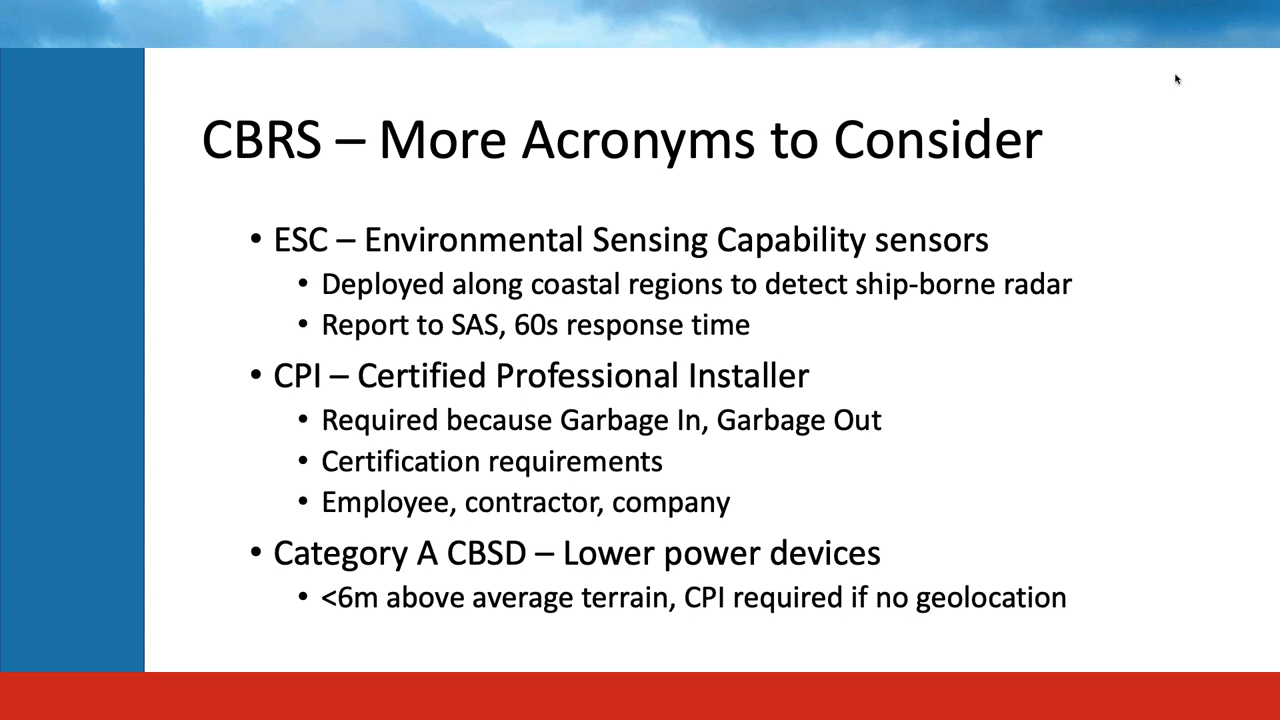 CBRS – More Acronyms to Consider
• ESC – Environmental Sensing Capability sensors
• Deployed along coastal regions to detect ship-borne radar
• Report to SAS, 60s response time
• CPI – Certified Professional Installer
• Required because Garbage In, Garbage Out
• Certification requirements
• Employee, contractor, company
• Category A CBSD – Lower power devices
• <6m above average terrain, CPI required if no geolocation